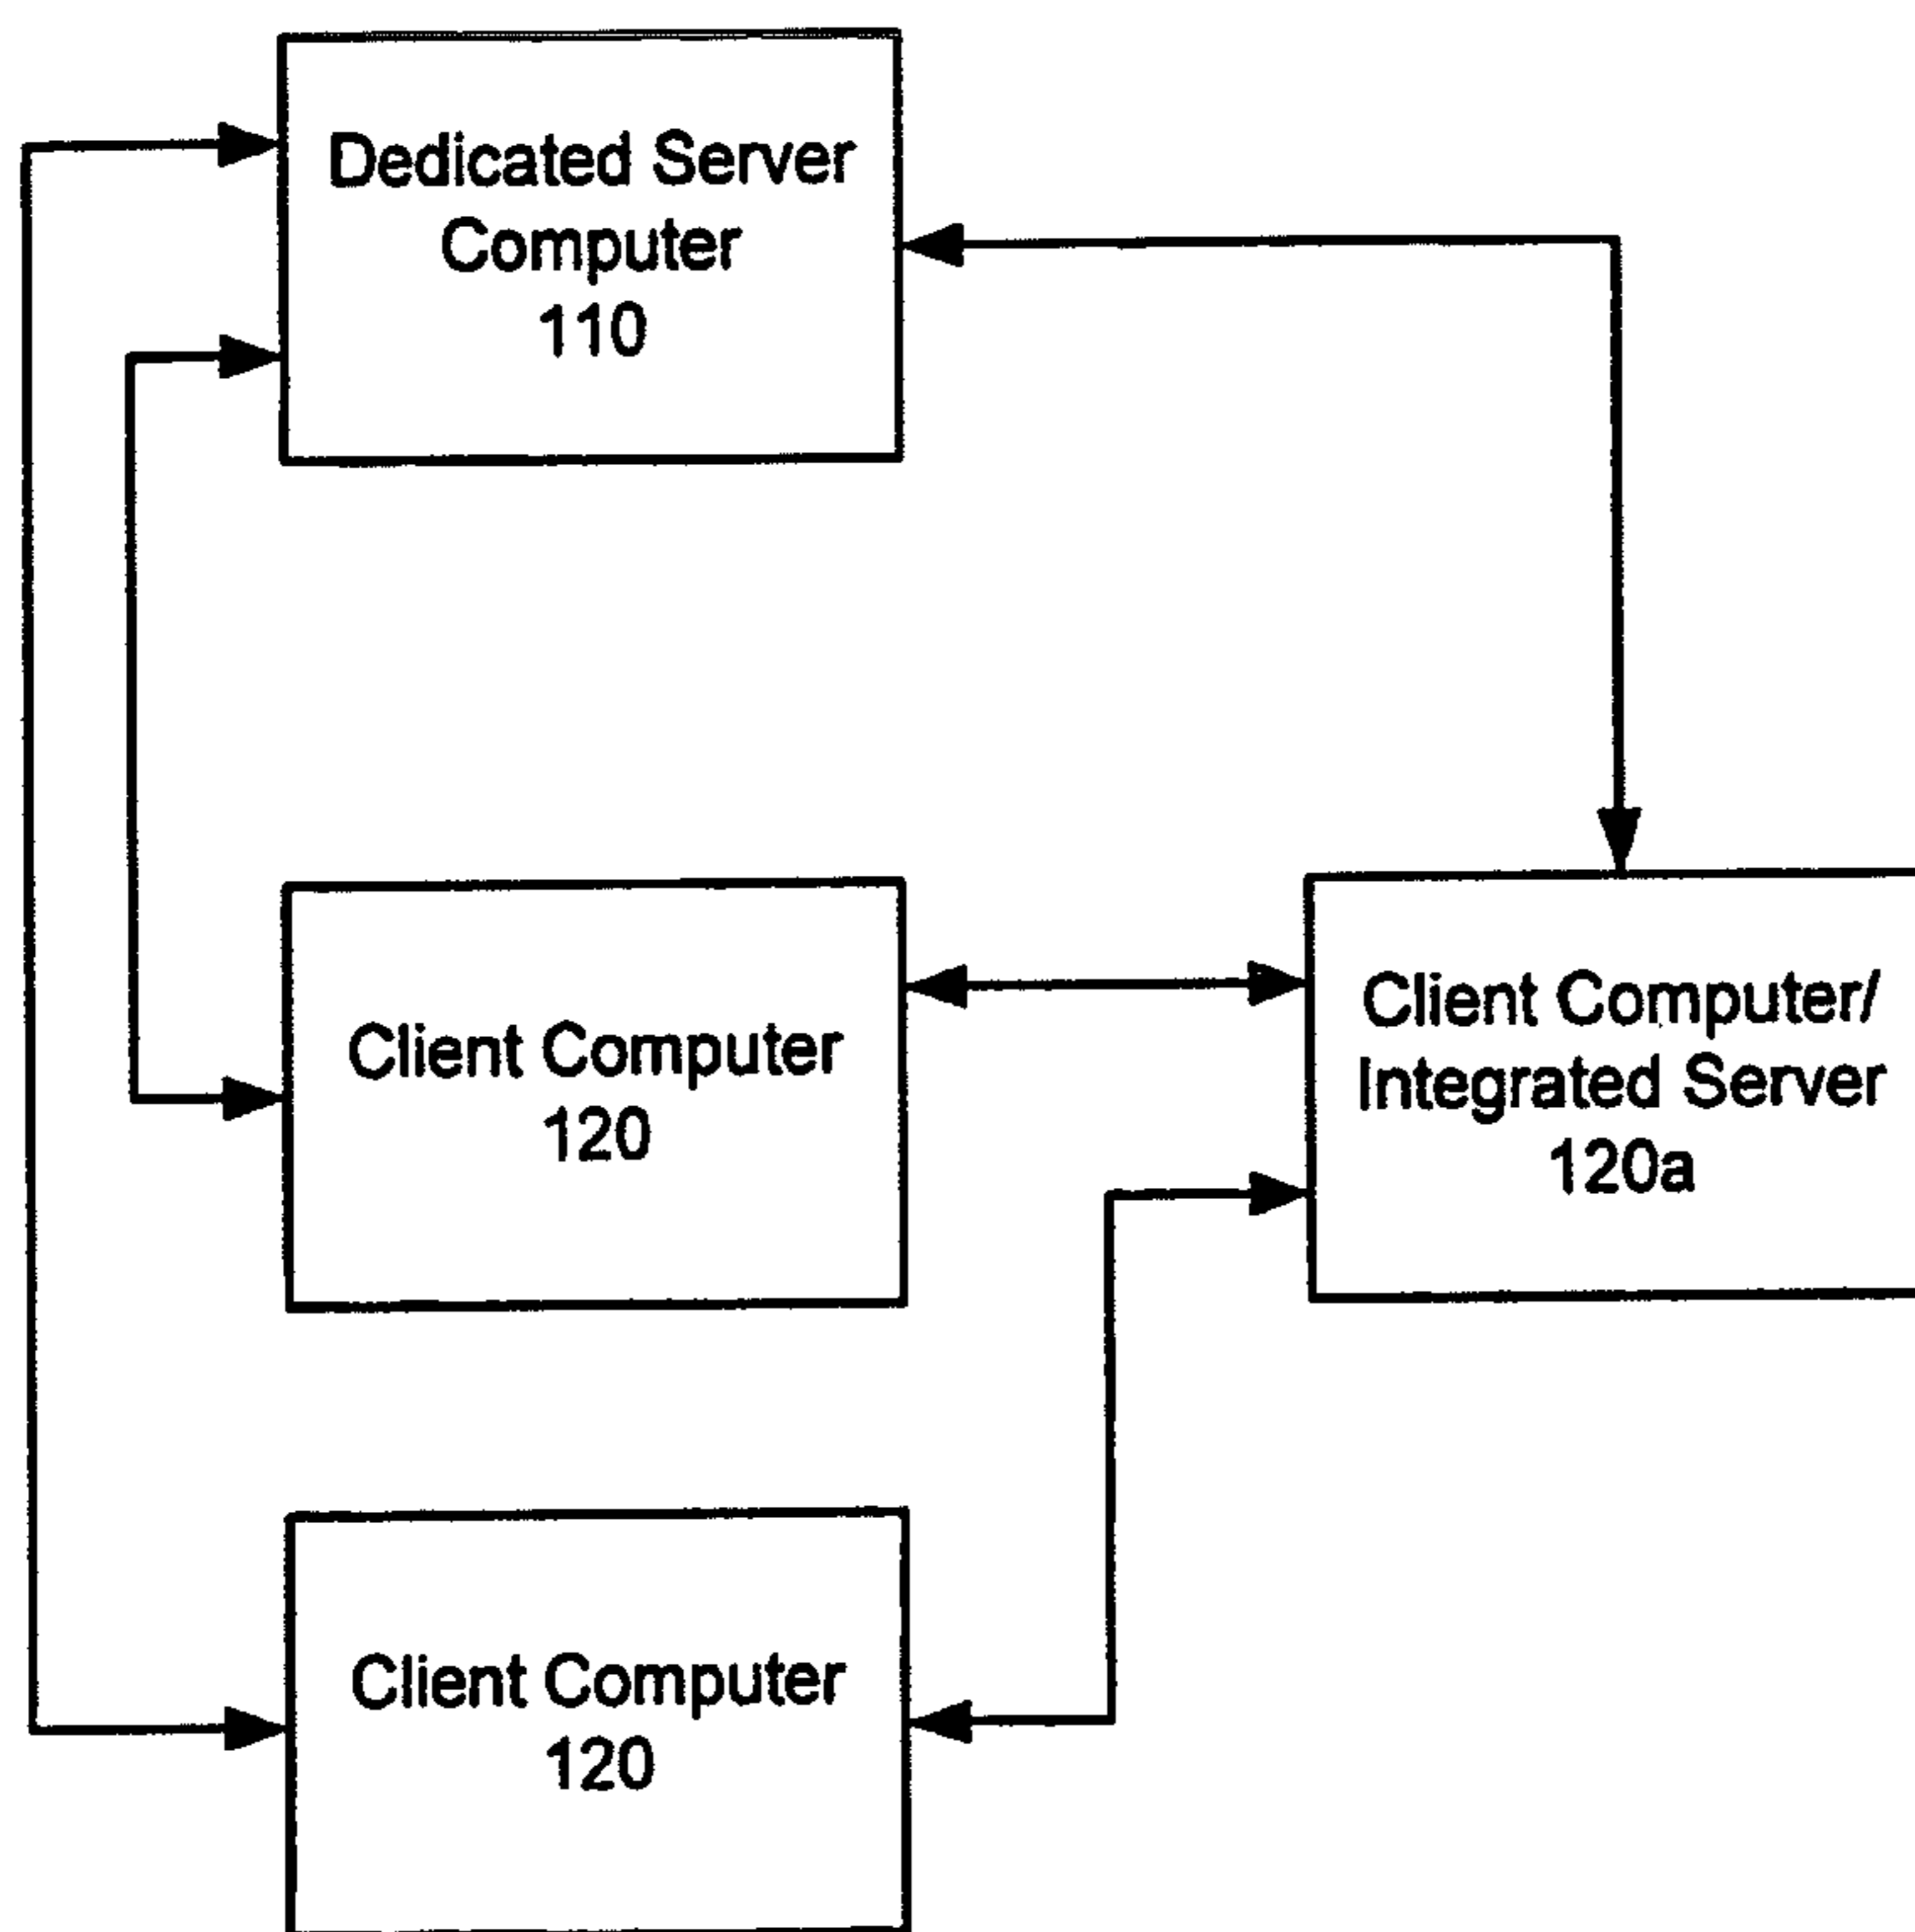 Dedicated Server
Computer
110
Client Computer
120
Client Computer/
Integrated Server
120a
Client Computer
120